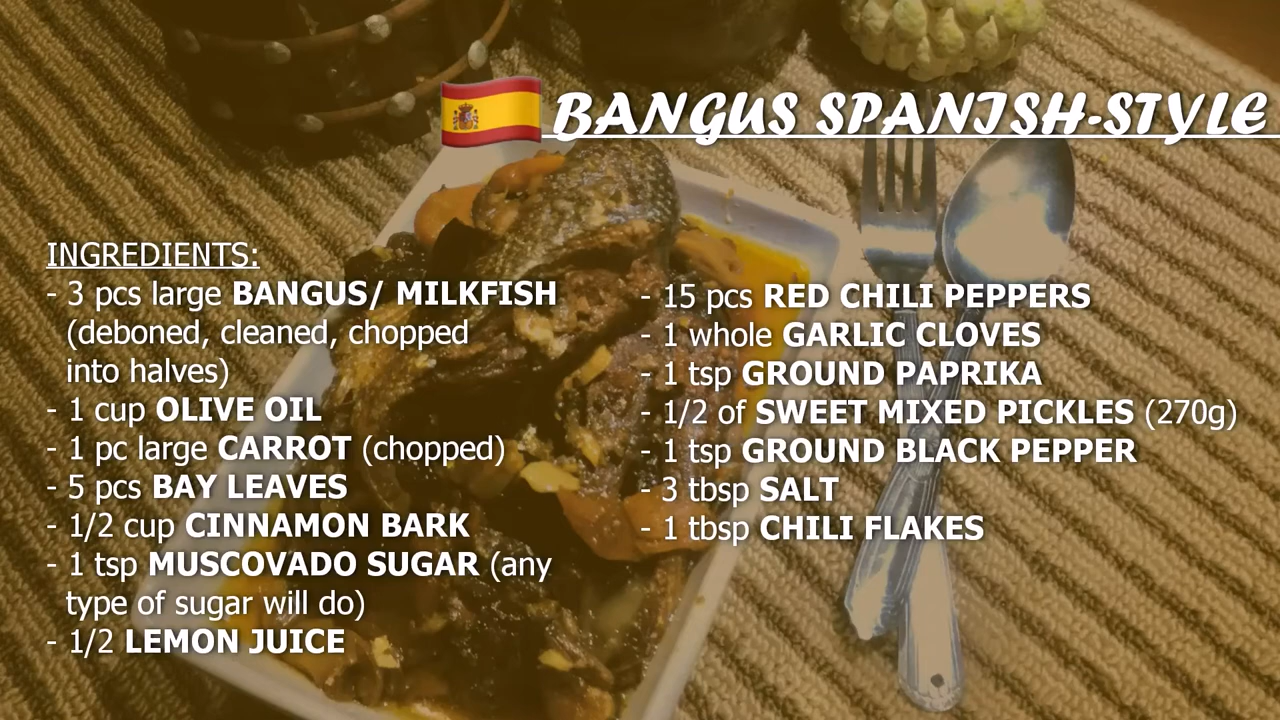 BANGUS SPANISH-STYLE
INGREDIENTS:
- 3 pcs large BANGUS/ MILKFISH
(deboned, cleaned, chopped
into halves)
- 1 cup OLIVE OIL
- 1 pc large CARROT (chopped)
- 5 pcs BAY LEAVES
- 1/2 cup CINNAMON BARK
- 1 tsp MUSCOVADO SUGAR (any
type of sugar will do)
- 1/2 LEMON JUICE
- 15 pcs RED CHILI PEPPERS
- 1 whole GARLIC CLOVES
- 1 tsp GROUND PAPRIKA
- 1/2 of SWEET MIXED PICKLES (270g)
- 1 tsp GROUND BLACK PEPPER
- 3 tbsp SALT
- 1 tbsp CHILI FLAKES